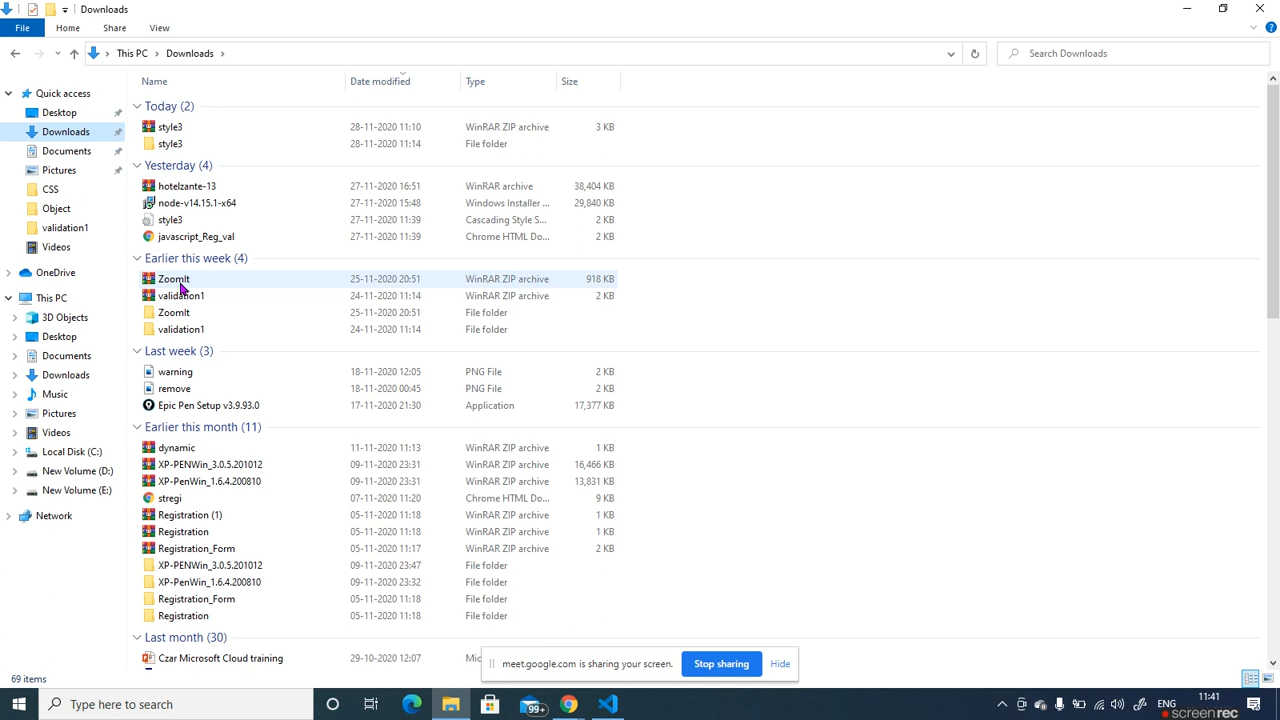 Downloads
File Home Share View
This PC Downloads Search Downloads
Name Date modified Type Size
Quick access
Desktop
Downloads
Documents
Pictures
CSS
Object
validation1
Videos
OneDrive
This PC
3D Objects
Desktop
Documents
Downloads
Music
Pictures
Videos
Local Disk (C:)
New Volume (D:)
New Volume (E:)
Network
Today (2)
style3 28-11-2020 11:10 WinRAR ZIP archive 3 KB
style3 28-11-2020 11:14 File folder
Yesterday (4)
hotelzante-13 27-11-2020 16:51 WinRAR archive 38,404 KB
node-v14.15.1-x64 27-11-2020 15:48 Windows Installer ... 29,840 KB
style3 27-11-2020 11:39 Cascading Style S... 2 KB
javascript_Reg_val 27-11-2020 11:39 Chrome HTML Do... 2 KB
Earlier this week (4)
ZoomIt 25-11-2020 20:51 WinRAR ZIP archive 918 KB
validation1 24-11-2020 11:14 WinRAR ZIP archive 2 KB
ZoomIt 25-11-2020 20:51 File folder
validation1 24-11-2020 11:14 File folder
Last week (3)
warning 18-11-2020 12:05 PNG File 2 KB
remove 18-11-2020 00:45 PNG File 2 KB
Epic Pen Setup v3.9.93.0 17-11-2020 21:30 Application 17,377 KB
Earlier this month (11)
dynamic 11-11-2020 11:13 WinRAR ZIP archive 1 KB
XP-PENWin_3.0.5.201012 09-11-2020 23:31 WinRAR ZIP archive 16,466 KB
XP-PenWin_1.6.4.200810 09-11-2020 23:31 WinRAR ZIP archive 13,831 KB
stregi 07-11-2020 11:20 Chrome HTML Do... 9 KB
Registration (1) 05-11-2020 11:18 WinRAR ZIP archive 1 KB
Registration 05-11-2020 11:18 WinRAR ZIP archive 1 KB
Registration_Form 05-11-2020 11:17 WinRAR ZIP archive 2 KB
XP-PENWin_3.0.5.201012 09-11-2020 23:47 File folder
XP-PenWin_1.6.4.200810 09-11-2020 23:32 File folder
Registration_Form 05-11-2020 11:18 File folder
Registration 05-11-2020 11:18 File folder
Last month (30)
Czar Microsoft Cloud training 29-10-2020 12:07
meet.google.com is sharing your screen. Stop sharing Hide
69 items
Type here to search 99+ ENG 11:41
screenrec